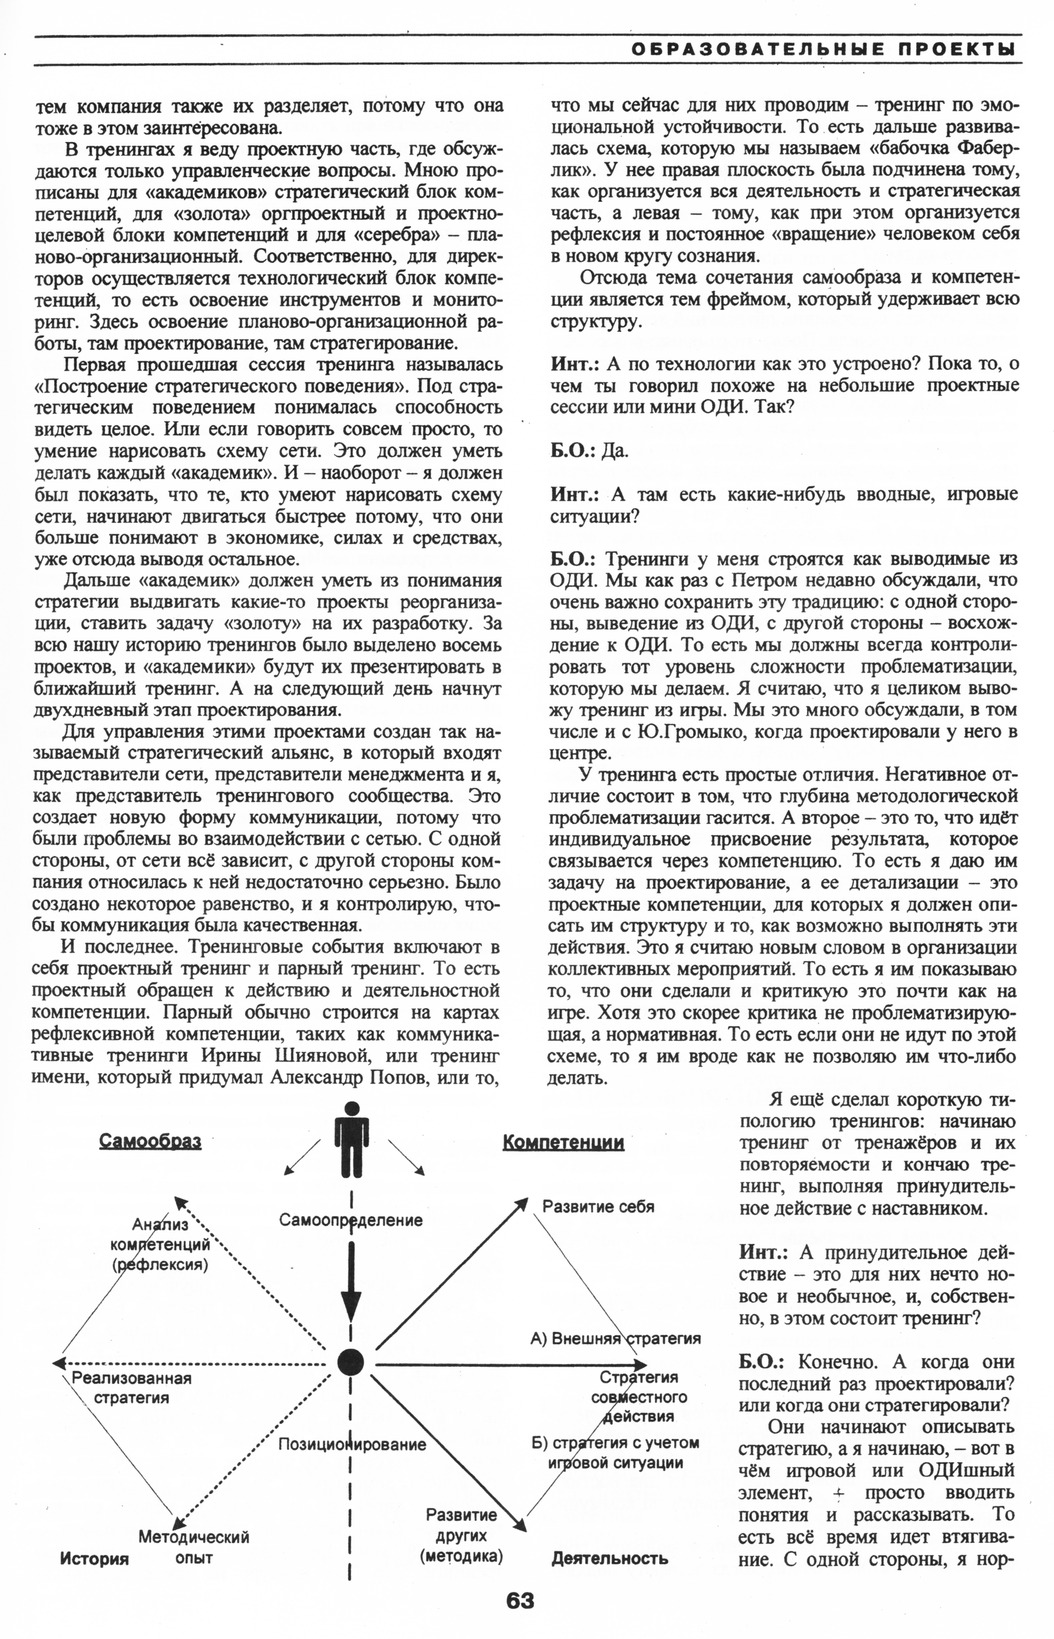 ОБРАЗОВАТЕЛЬНЫЕ ПРОЕКТЫ
тем компания также их разделяет, потому что она
тоже в этом заинтересована.
В тренингах я веду проектную часть, где обсуж-
даются только управленческие вопросы. Мною про-
писаны для «академиков» стратегический блок ком-
петенций, для «золота» оргпроектный и проектно-
целевой блоки компетенций и для «серебра» – пла-
ново-организационный. Соответственно, для дирек-
торов осуществляется технологический блок компе-
тенций, то есть освоение инструментов и монито-
ринг. Здесь освоение планово-организационной ра-
боты, там проектирование, там стратегирование.
Первая прошедшая сессия тренинга называлась
«Построение стратегического поведения». Под стра-
тегическим поведением понималась способность
видеть целое. Или если говорить совсем просто, то
умение нарисовать схему сети. Это должен уметь
делать каждый «академик». И – наоборот – я должен
был показать, что те, кто умеют нарисовать схему
сети, начинают двигаться быстрее потому, что они
больше понимают в экономике, силах и средствах,
уже отсюда выводя остальное.
Дальше «академик» должен уметь из понимания
стратегии выдвигать какие-то проекты реорганиза-
ции, ставить задачу «золоту» на их разработку. За
всю нашу историю тренингов было выделено восемь
проектов, и «академики» будут их презентировать в
ближайший тренинг. А на следующий день начнут
двухдневный этап проектирования.
Для управления этими проектами создан так на-
зываемый стратегический альянс, в который входят
представители сети, представители менеджмента и я,
как представитель тренингового сообщества. Это
создает новую форму коммуникации, потому что
были проблемы во взаимодействии с сетью. С одной
стороны, от сети всё зависит, с другой стороны ком-
пания относилась к ней недостаточно серьезно. Было
создано некоторое равенство, и я контролирую, что-
бы коммуникация была качественная.
И последнее. Тренинговые события включают в
себя проектный тренинг и парный тренинг. То есть
проектный обращен к действию и деятельностной
компетенции. Парный обычно строится на картах
рефлексивной компетенции, таких как коммуника-
тивные тренинги Ирины Шияновой, или тренинг
имени, который придумал Александр Попов, или то,
что мы сейчас для них проводим – тренинг по эмо-
циональной устойчивости. То есть дальше развива-
лась схема, которую мы называем «бабочка Фабер-
лик». У нее правая плоскость была подчинена тому,
как организуется вся деятельность и стратегическая
часть, а левая – тому, как при этом организуется
рефлексия и постоянное «вращение» человеком себя
в новом кругу сознания.
Отсюда тема сочетания самообраза и компетен-
ции является тем фреймом, который удерживает всю
структуру.
Инт.: А по технологии как это устроено? Пока то, о
чем ты говорил похоже на небольшие проектные
сессии или мини ОДИ. Так?
Б.О.: Да.
Инт.: А там есть какие-нибудь вводные, игровые
ситуации?
Б.О.: Тренинги у меня строятся как выводимые из
ОДИ. Мы как раз с Петром недавно обсуждали, что
очень важно сохранить эту традицию: с одной сторо-
ны, выведение из ОДИ, с другой стороны – восхож-
дение к ОДИ. То есть мы должны всегда контроли-
ровать тот уровень сложности проблематизации,
которую мы делаем. Я считаю, что я целиком выво-
жу тренинг из игры. Мы это много обсуждали, в том
числе и с Ю.Громыко, когда проектировали у него в
центре.
У тренинга есть простые отличия. Негативное от-
личие состоит в том, что глубина методологической
проблематизации гасится. А второе – это то, что идёт
индивидуальное присвоение результата, которое
связывается через компетенцию. То есть я даю им
задачу на проектирование, а ее детализации – это
проектные компетенции, для которых я должен опи-
сать им структуру и то, как возможно выполнять эти
действия. Это я считаю новым словом в организации
коллективных мероприятий. То есть я им показываю
то, что они сделали и критикую это почти как на
игре. Хотя это скорее критика не проблематизирую-
щая, а нормативная. То есть если они не идут по этой
схеме, то я им вроде как не позволяю им что-либо
делать.
Я ещё сделал короткую ти-
пологию тренингов: начинаю
тренинг от тренажёров и их
повторяемости и кончаю тре-
нинг, выполняя принудитель-
ное действие с наставником.
Инт.: А принудительное дей-
ствие – это для них нечто но-
вое и необычное, и, собствен-
но, в этом состоит тренинг?
Б.О.: Конечно. А когда они
последний раз проектировали?
или когда они стратегировали?
Они начинают описывать
стратегию, а я начинаю, – вот в
чём игровой или ОДИшный
элемент, + просто вводить
понятия и рассказывать. То
есть всё время идет втягива-
ние. С одной стороны, я нор-
Самообраз
Компетенции
Анализ
компетенций
(рефлексия)
Самоопределение
Развитие себя
А) Внешняя стратегия
Реализованная
стратегия
Стратегия
совместного
действия
Позиционирование
Б) стратегия с учетом
игровой ситуации
Методический
опыт
Развитие
других
(методика)
История
Деятельность
63